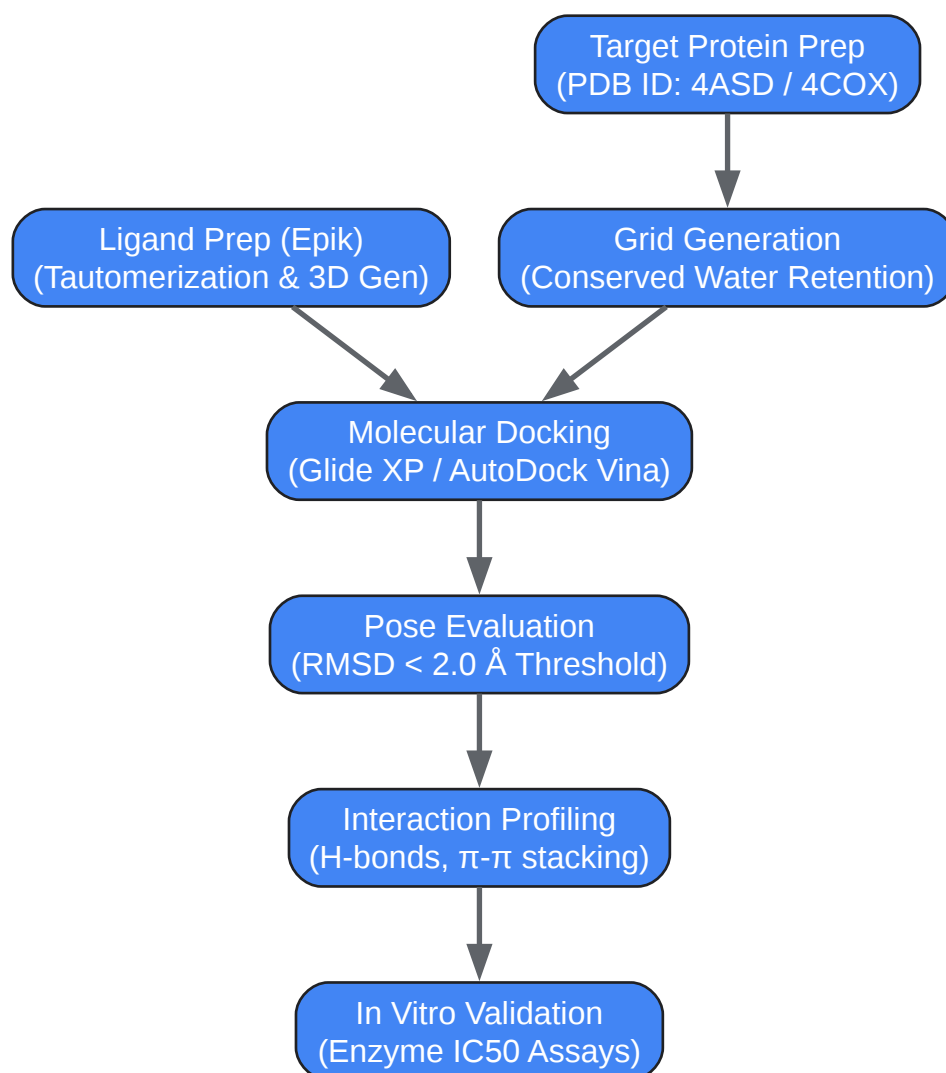 Target Protein Prep
(PDB ID: 4ASD / 4COX)
Ligand Prep (Epik)
(Tautomerization & 3D Gen)
Grid Generation
(Conserved Water Retention)
Molecular Docking
(Glide XP / AutoDock Vina)
Pose Evaluation
(RMSD < 2.0 Å Threshold)
Interaction Profiling
(H-bonds, π-π stacking)
In Vitro Validation
(Enzyme IC50 Assays)